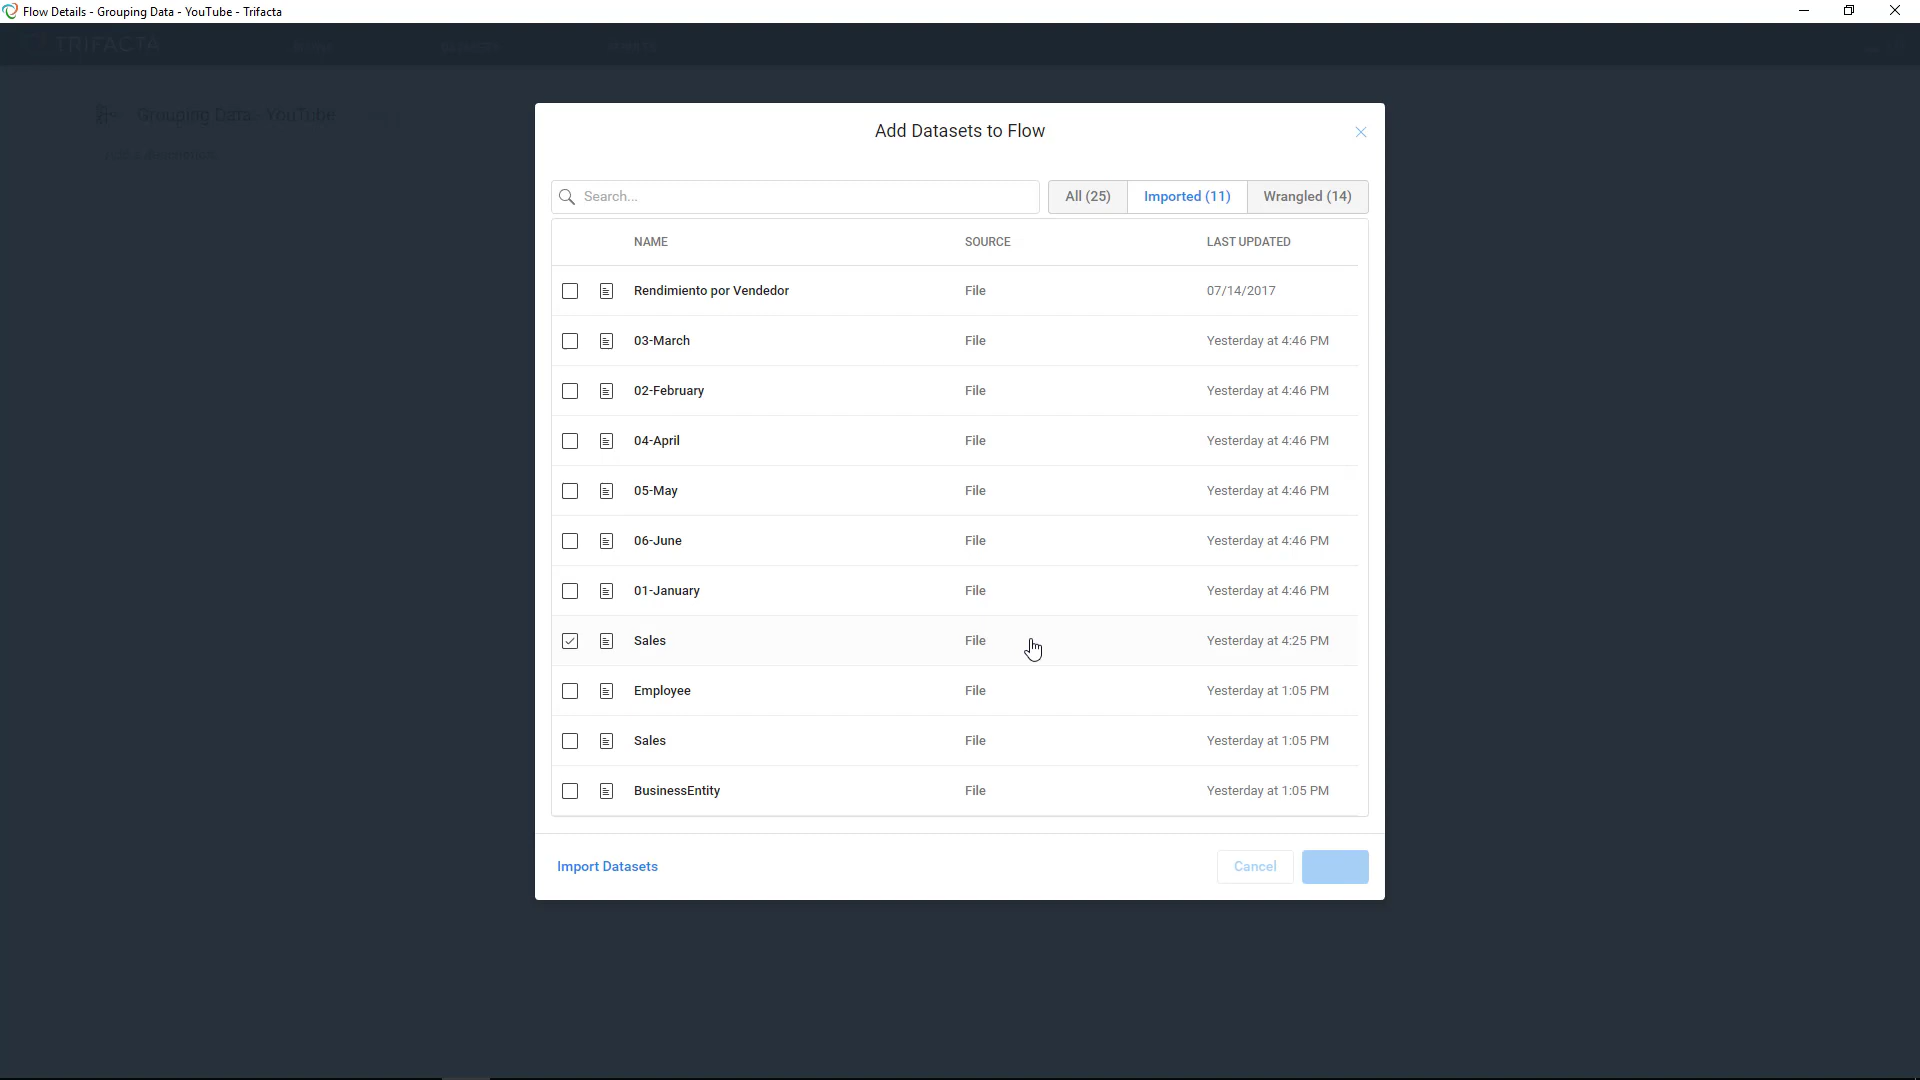 Flow Details - Grouping Data - YouTube - Trifacta
TRIFACTA
Grouping Data - YouTube
Add Datasets to Flow
Search...
All (25) Imported (11) Wrangled (14)
NAME SOURCE LAST UPDATED
Rendimiento por Vendedor File 07/14/2017
03-March File Yesterday at 4:46 PM
02-February File Yesterday at 4:46 PM
04-April File Yesterday at 4:46 PM
05-May File Yesterday at 4:46 PM
06-June File Yesterday at 4:46 PM
01-January File Yesterday at 4:46 PM
Sales File Yesterday at 4:25 PM
Employee File Yesterday at 1:05 PM
Sales File Yesterday at 1:05 PM
BusinessEntity File Yesterday at 1:05 PM
Import Datasets Cancel